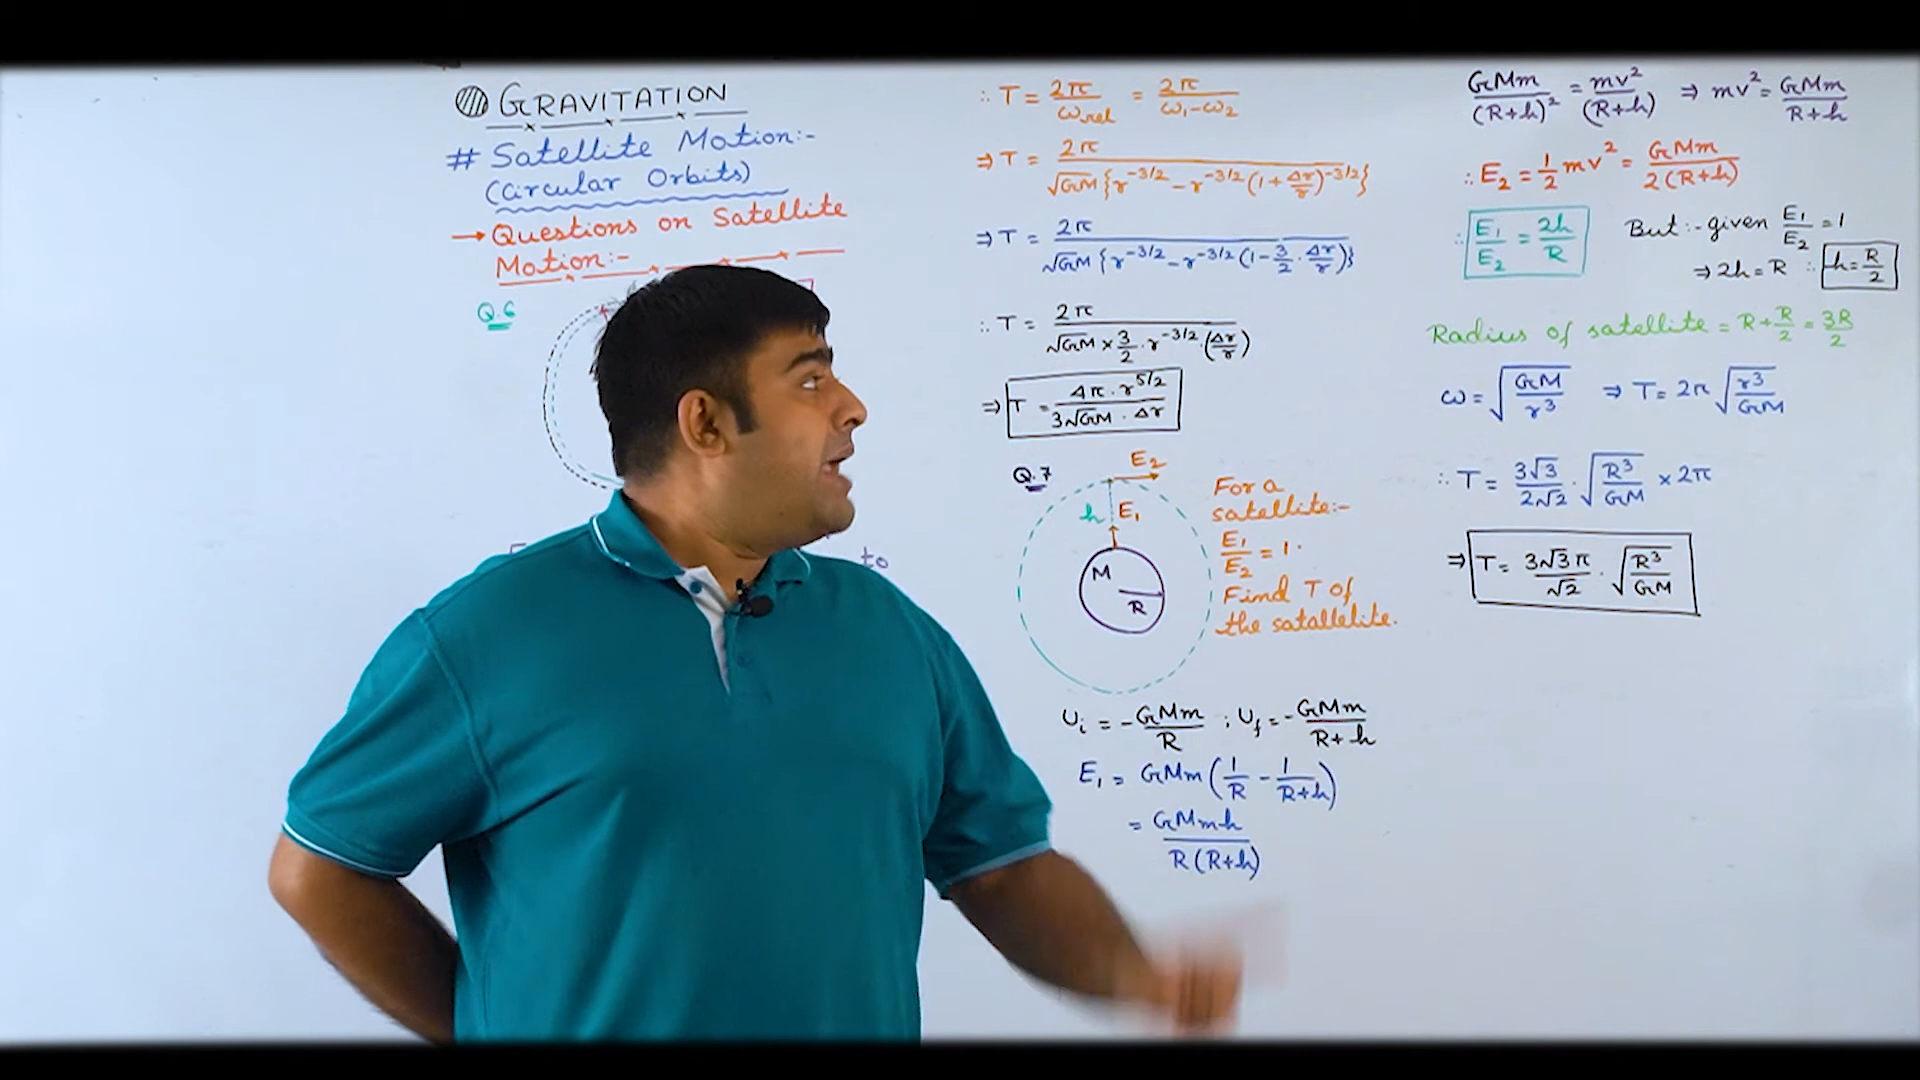 GRAVITATION
# Satellite Motion:-
(Circular Orbits)
→ Questions on Satellite
Motion:-
Q.6
to
∴ T = 2π/ω_rel = 2π/(ω₁-ω₂)
⇒ T = 2π/(√GM {r^(-3/2) - r^(-3/2) (1 + Δr/r)^(-3/2)})
⇒ T = 2π/(√GM {r^(-3/2) - r^(-3/2) (1 - 3/2 · Δr/r)})
∴ T = 2π/(√GM × 3/2 · r^(-3/2) · (Δr/r))
⇒ T = 4π · r^(5/2)/(3√GM · Δr)
Q.7
E₂
h E₁
M
R
For a
satellite:-
E₁/E₂ = 1.
Find T of
the satallelite.
U_i = -GMm/R ; U_f = -GMm/(R+h)
E₁ = GMm (1/R - 1/(R+h))
= GMmh/(R(R+h))
GMm/(R+h)² = mv²/(R+h) ⇒ mv² = GMm/(R+h)
∴ E₂ = 1/2 mv² = GMm/(2(R+h))
∴ E₁/E₂ = 2h/R But:- given E₁/E₂ = 1
⇒ 2h = R ∴ h = R/2
Radius of satellite = R + R/2 = 3R/2
ω = √(GM/r³) ⇒ T = 2π √(r³/GM)
∴ T = 3√3/2√2 · √(R³/GM) × 2π
⇒ T = 3√3π/√2 · √(R³/GM)